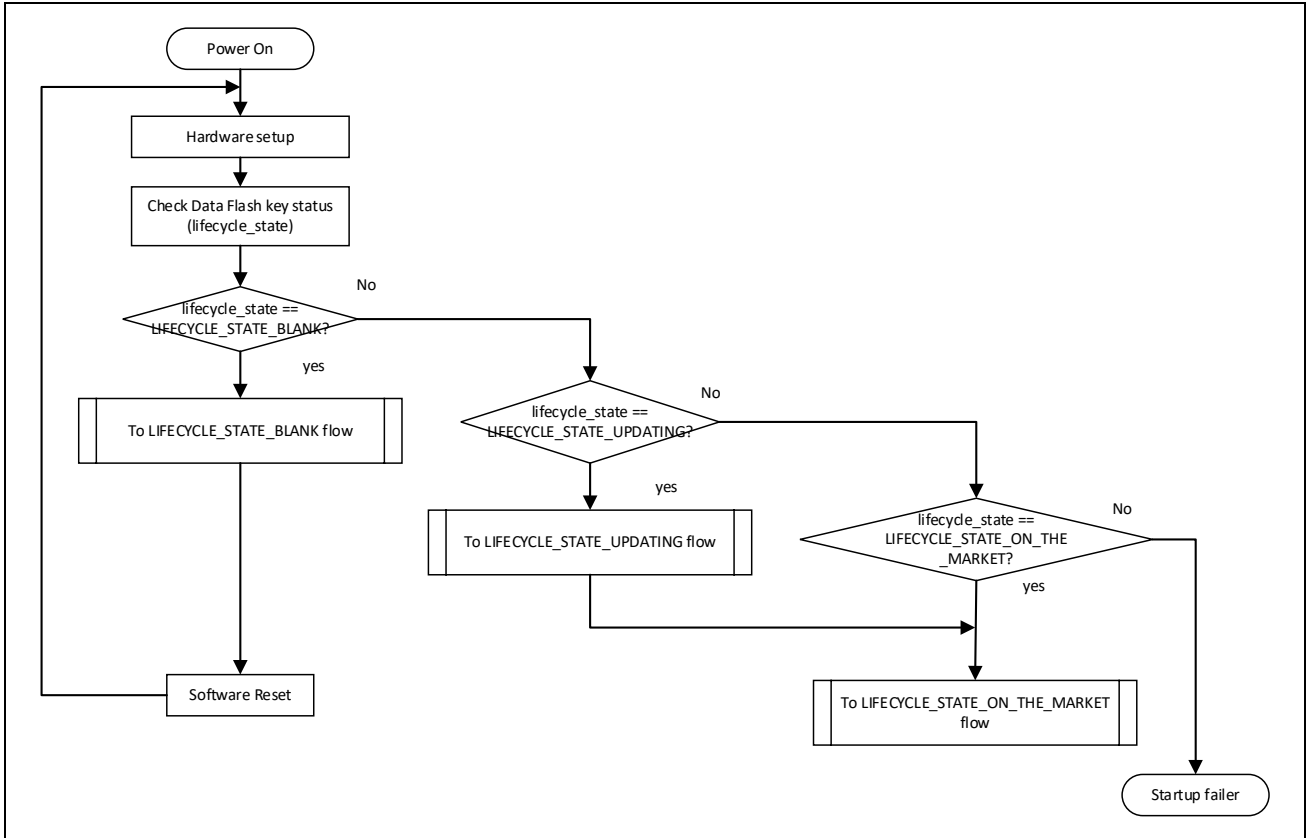 Power On
Hardware setup
Check Data Flash key status
(lifecycle_state)
No
lifecycle_state ==
LIFECYCLE_STATE_BLANK?
yes
To LIFECYCLE_STATE_BLANK flow
No
lifecycle_state ==
LIFECYCLE_STATE_UPDATING?
yes
To LIFECYCLE_STATE_UPDATING flow
No
lifecycle_state ==
LIFECYCLE_STATE_ON_THE
_MARKET?
yes
Software Reset
To LIFECYCLE_STATE_ON_THE_MARKET
flow
Startup failer